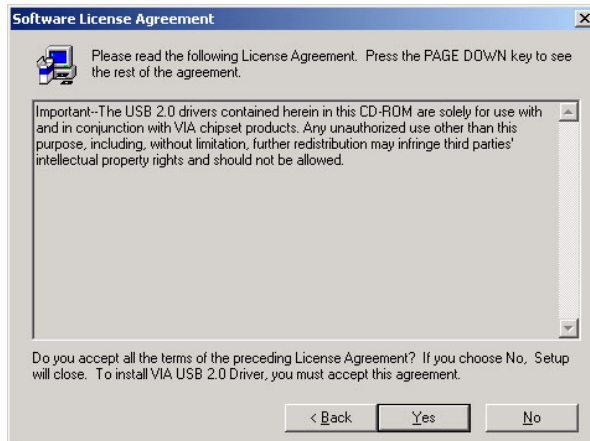 Software License Agreement
Please read the following License Agreement. Press the PAGE DOWN key to see
the rest of the agreement.
Important--The USB 2.0 drivers contained herein in this CD-ROM are solely for use with
and in conjunction with VIA chipset products. Any unauthorized use other than this
purpose, including, without limitation, further redistribution may infringe third parties'
intellectual property rights and should not be allowed.
Do you accept all the terms of the preceding License Agreement? If you choose No, Setup
will close. To install VIA USB 2.0 Driver, you must accept this agreement.
< Back Yes No